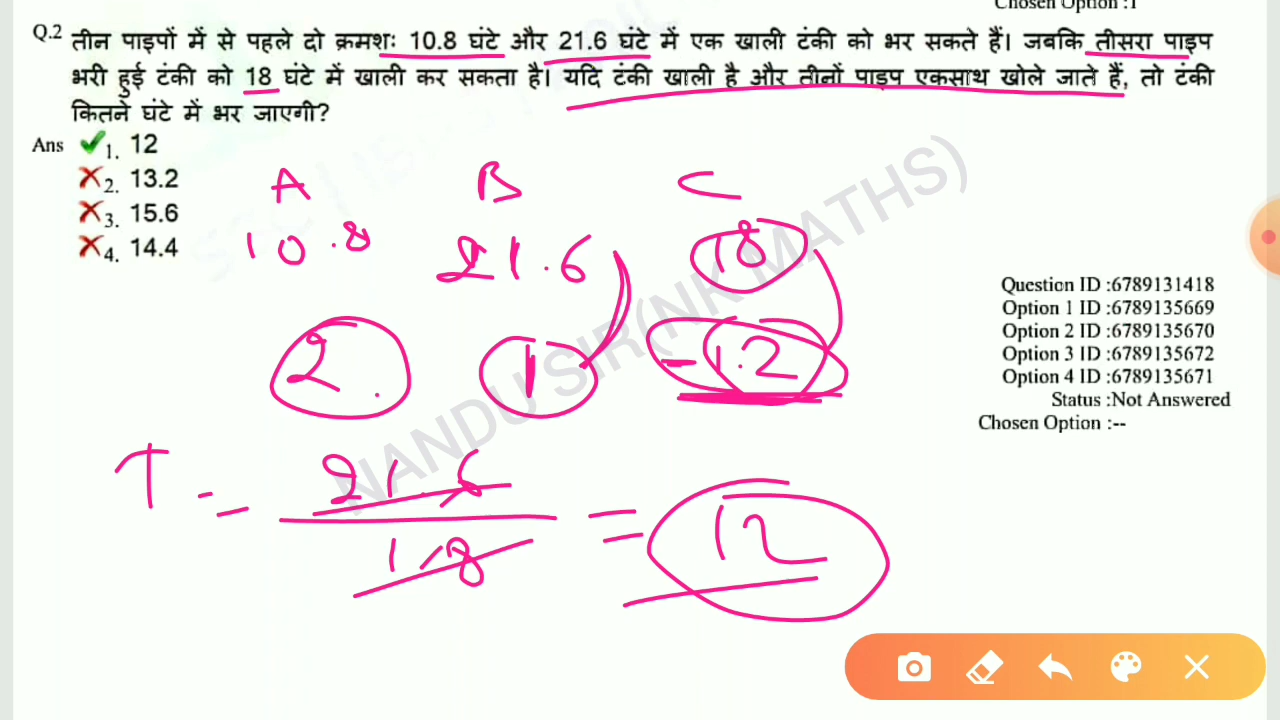 Chosen Option :1
Q.2 तीन पाइपों में से पहले दो क्रमशः 10.8 घंटे और 21.6 घंटे में एक खाली टंकी को भर सकते हैं। जबकि तीसरा पाइप
भरी हुई टंकी को 18 घंटे में खाली कर सकता है। यदि टंकी खाली है और तीनों पाइप एकसाथ खोले जाते हैं, तो टंकी
कितने घंटे में भर जाएगी?
Ans 1. 12
2. 13.2
3. 15.6
4. 14.4
A B C
10.8 21.6 18
2 1 -1.2
T = 21.6 / 1.8 = 12
Question ID :6789131418
Option 1 ID :6789135669
Option 2 ID :6789135670
Option 3 ID :6789135672
Option 4 ID :6789135671
Status :Not Answered
Chosen Option :--
NANDU SIR(NK MATHS)